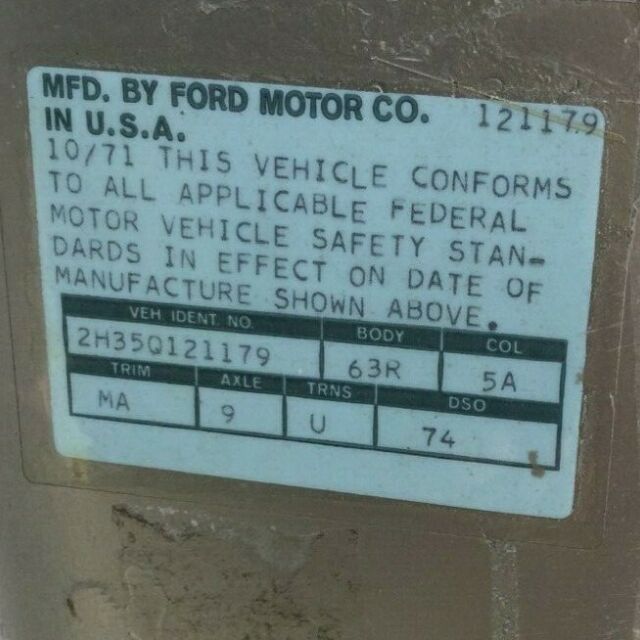 MFD. BY FORD MOTOR CO. 121179
IN U.S.A.
10/71 THIS VEHICLE CONFORMS
TO ALL APPLICABLE FEDERAL
MOTOR VEHICLE SAFETY STAN-
DARDS IN EFFECT ON DATE OF
MANUFACTURE SHOWN ABOVE.
VEH IDENT. NO. BODY COL
2H35Q121179 63R 5A
TRIM AXLE TRNS DSO
MA 9 U 74